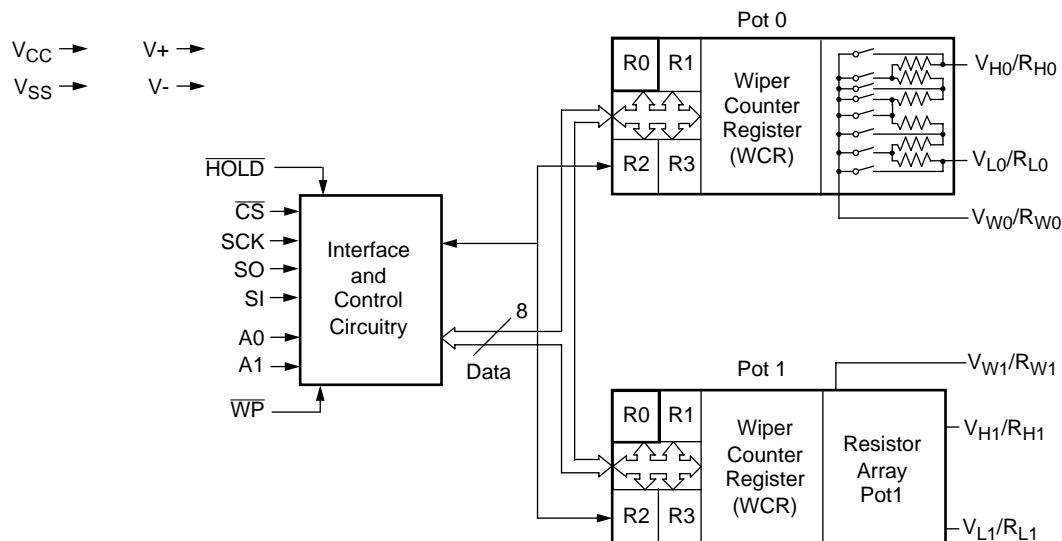 Pot 0
VCC
V+
VSS
V-
R0
R1
R2
R3
Wiper
Counter
Register
(WCR)
VH0/RH0
VL0/RL0
VW0/RW0
HOLD
CS
SCK
SO
SI
A0
A1
WP
Interface
and
Control
Circuitry
8
Data
Pot 1
R0
R1
R2
R3
Wiper
Counter
Register
(WCR)
Resistor
Array
Pot1
VW1/RW1
VH1/RH1
VL1/RL1